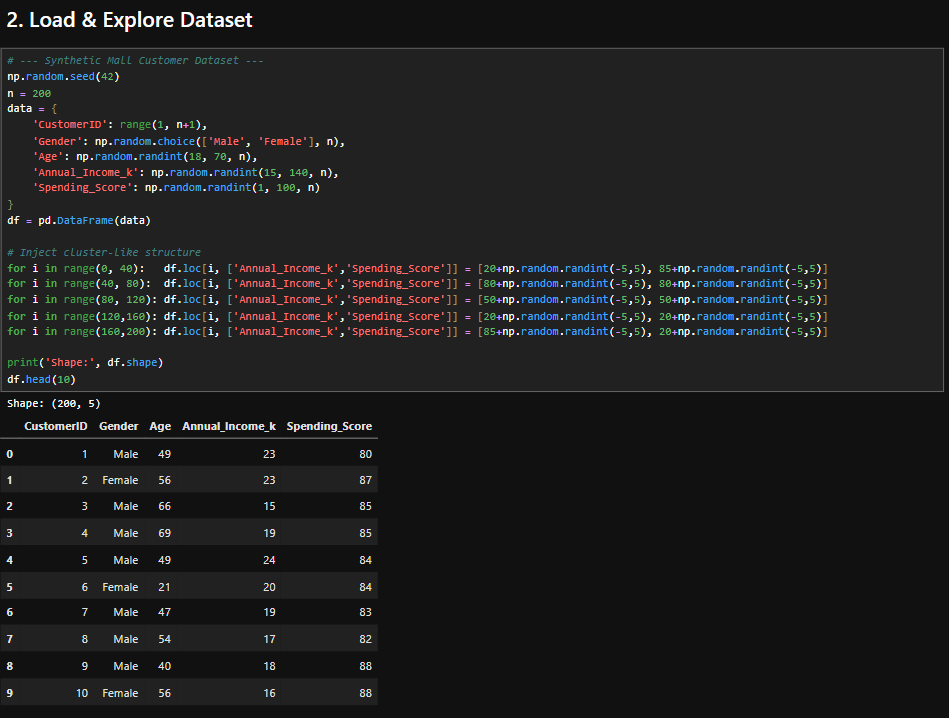 2. Load & Explore Dataset
# --- Synthetic Mall Customer Dataset ---
np.random.seed(42)
n = 200
data = {
    'CustomerID': range(1, n+1),
    'Gender': np.random.choice(['Male', 'Female'], n),
    'Age': np.random.randint(18, 70, n),
    'Annual_Income_k': np.random.randint(15, 140, n),
    'Spending_Score': np.random.randint(1, 100, n)
}
df = pd.DataFrame(data)
# Inject cluster-like structure
for i in range(0, 40):   df.loc[i, ['Annual_Income_k','Spending_Score']] = [20+np.random.randint(-5,5), 85+np.random.randint(-5,5)]
for i in range(40, 80):  df.loc[i, ['Annual_Income_k','Spending_Score']] = [80+np.random.randint(-5,5), 80+np.random.randint(-5,5)]
for i in range(80, 120): df.loc[i, ['Annual_Income_k','Spending_Score']] = [50+np.random.randint(-5,5), 50+np.random.randint(-5,5)]
for i in range(120,160): df.loc[i, ['Annual_Income_k','Spending_Score']] = [20+np.random.randint(-5,5), 20+np.random.randint(-5,5)]
for i in range(160,200): df.loc[i, ['Annual_Income_k','Spending_Score']] = [85+np.random.randint(-5,5), 20+np.random.randint(-5,5)]
print('Shape:', df.shape)
df.head(10)
Shape: (200, 5)
CustomerID Gender Age Annual_Income_k Spending_Score
0 1 Male 49 23 80
1 2 Female 56 23 87
2 3 Male 66 15 85
3 4 Male 69 19 85
4 5 Male 49 24 84
5 6 Female 21 20 84
6 7 Male 47 19 83
7 8 Male 54 17 82
8 9 Male 40 18 88
9 10 Female 56 16 88